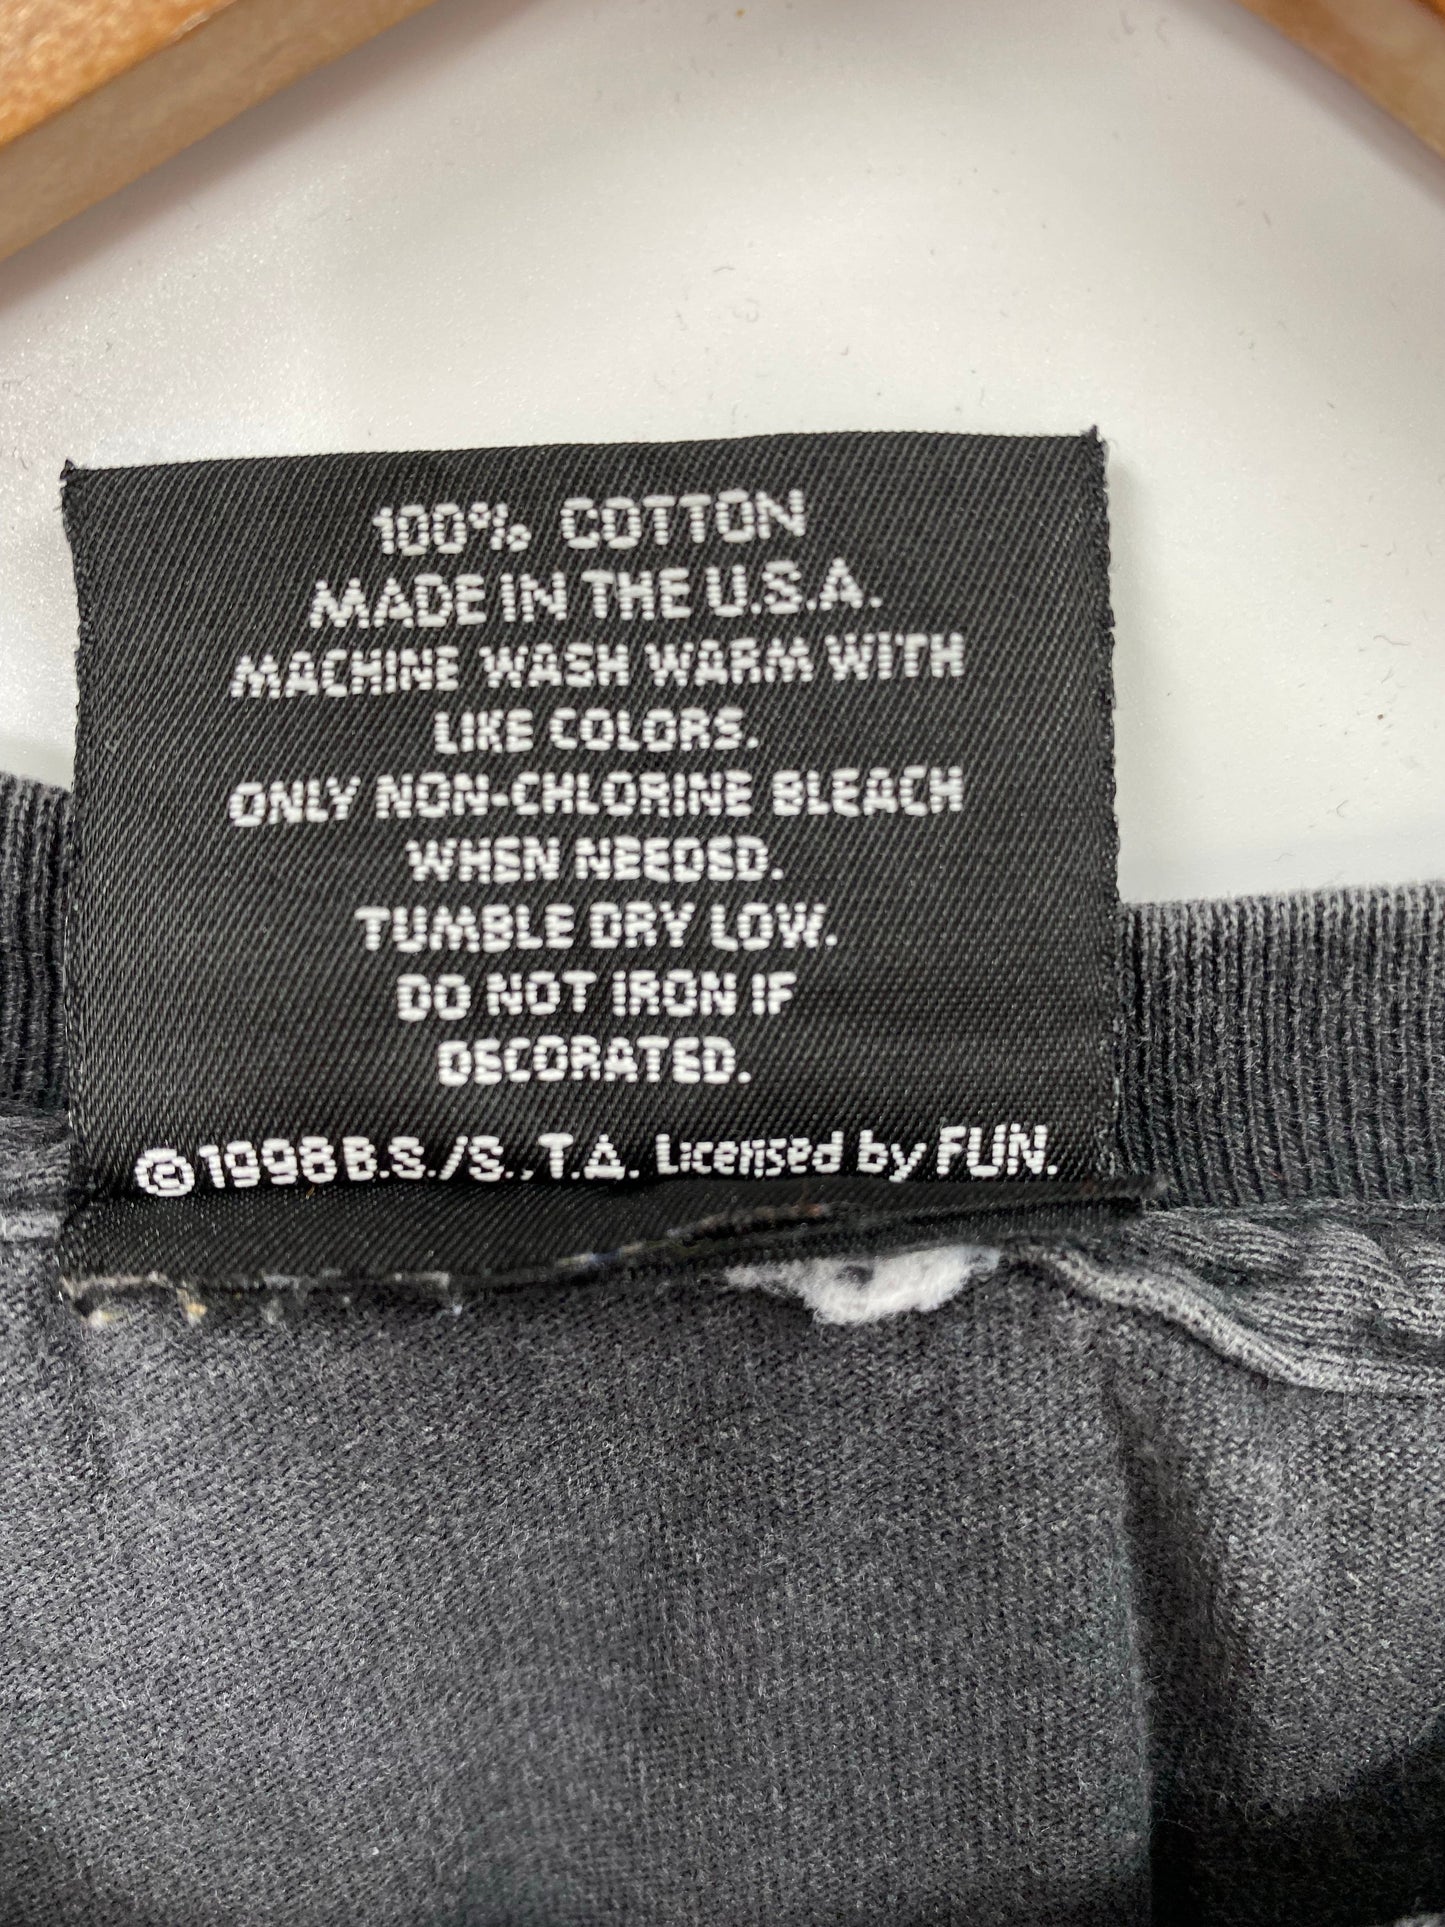 100% COTTON
MADE IN THE U.S.A.
MACHINE WASH WARM WITH
LIKE COLORS.
ONLY NON-CHLORINE BLEACH
WHEN NEEDED.
TUMBLE DRY LOW.
DO NOT IRON IF
DECORATED.
©1998 B.S./S., T.A. Licensed by FUN.